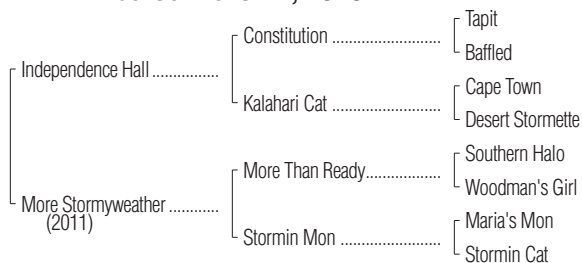 Constitution
Tapit
Baffled
Independence Hall
Kalahari Cat
Cape Town
Desert Stormette
More Than Ready
Southern Halo
Woodman's Girl
More Stormyweather
(2011)
Stormin Mon
Maria's Mon
Stormin Cat